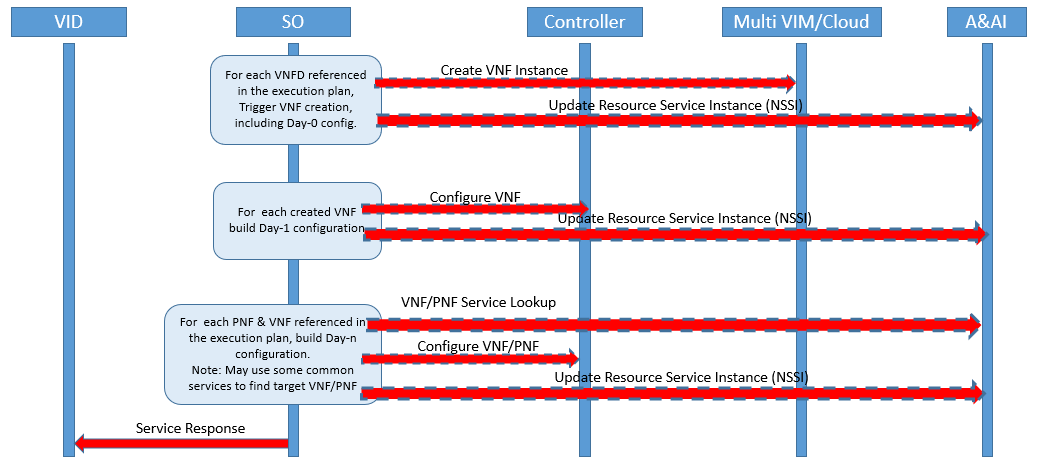 VID
SO
Controller
Multi VIM/Cloud
A&AI
For each VNFD referenced
in the execution plan,
Trigger VNF creation,
including Day-0 config.
Create VNF Instance
Update Resource Service Instance (NSSI)
For each created VNF
build Day-1 configuration
Configure VNF
Update Resource Service Instance (NSSI)
For each PNF & VNF referenced in
the execution plan, build Day-n
configuration.
Note: May use some common
services to find target VNF/PNF
VNF/PNF Service Lookup
Configure VNF/PNF
Update Resource Service Instance (NSSI)
Service Response